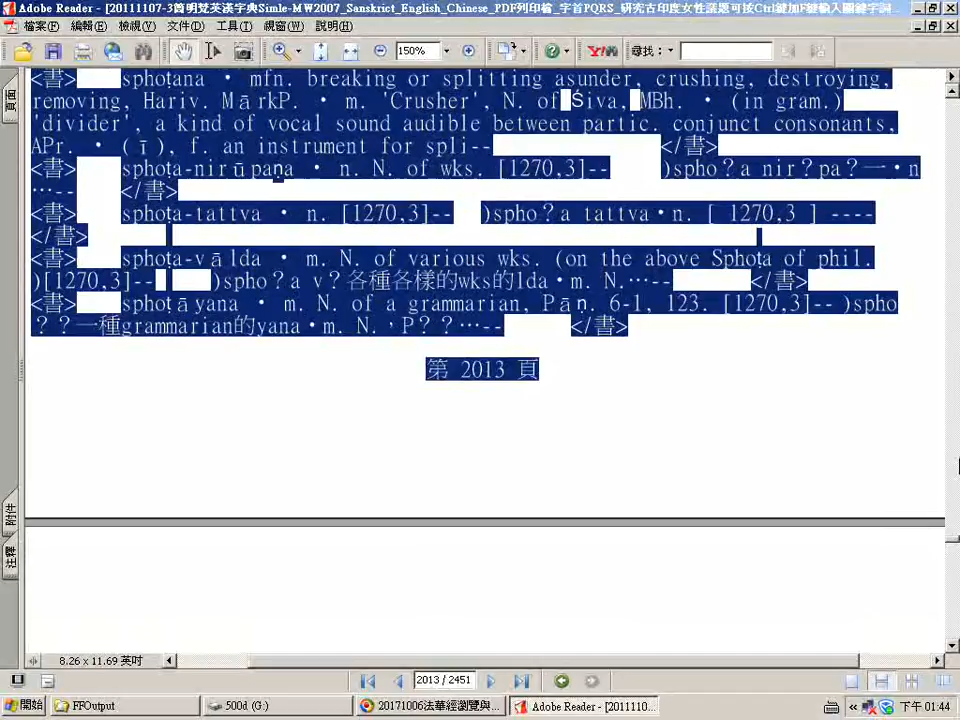 Adobe Reader - [20111107-3簡明梵英漢字典Simle-MW2007_Sanskrict_English_Chinese_PDF列印檔_字首PQRS_研究古印度女性議題可按Ctrl鍵加F鍵輸入關鍵字詞...
檔案(F) 編輯(E) 檢視(V) 文件(D) 工具(T) 視窗(W) 說明(H)
150% 尋找:
頁面
<書> sphoṭana ‧ mfn. breaking or splitting asunder, crushing, destroying,
removing, Hariv. MārkP. ‧ m. 'Crusher', N. of Śiva, MBh. ‧ (in gram.)
'divider', a kind of vocal sound audible between partic. conjunct consonants,
APr. ‧ (ī), f. an instrument for spli-- </書>
<書> sphoṭa-nirūpaṇa ‧ n. N. of wks. [1270,3]-- )spho?a nir?pa?一‧n
…-- </書>
<書> sphoṭa-tattva ‧ n. [1270,3]-- )spho?a tattva‧n. [ 1270,3 ] ----
</書>
<書> sphoṭa-vālda ‧ m. N. of various wks. (on the above Sphoṭa of phil.
)[1270,3]-- )spho?a v?各種各樣的wks的lda‧m. N.…-- </書>
<書> sphoṭāyana ‧ m. N. of a grammarian, Pāṇ. 6-1, 123. [1270,3]-- )spho
??一種grammarian的yana‧m. N.,P??…-- </書>
第 2013 頁
附件
注釋
8.26 x 11.69 英吋
2013 / 2451
開始 FFOutput 500d (G:) 20171006法華經瀏覽與... Adobe Reader - [2011110... 下午 01:44